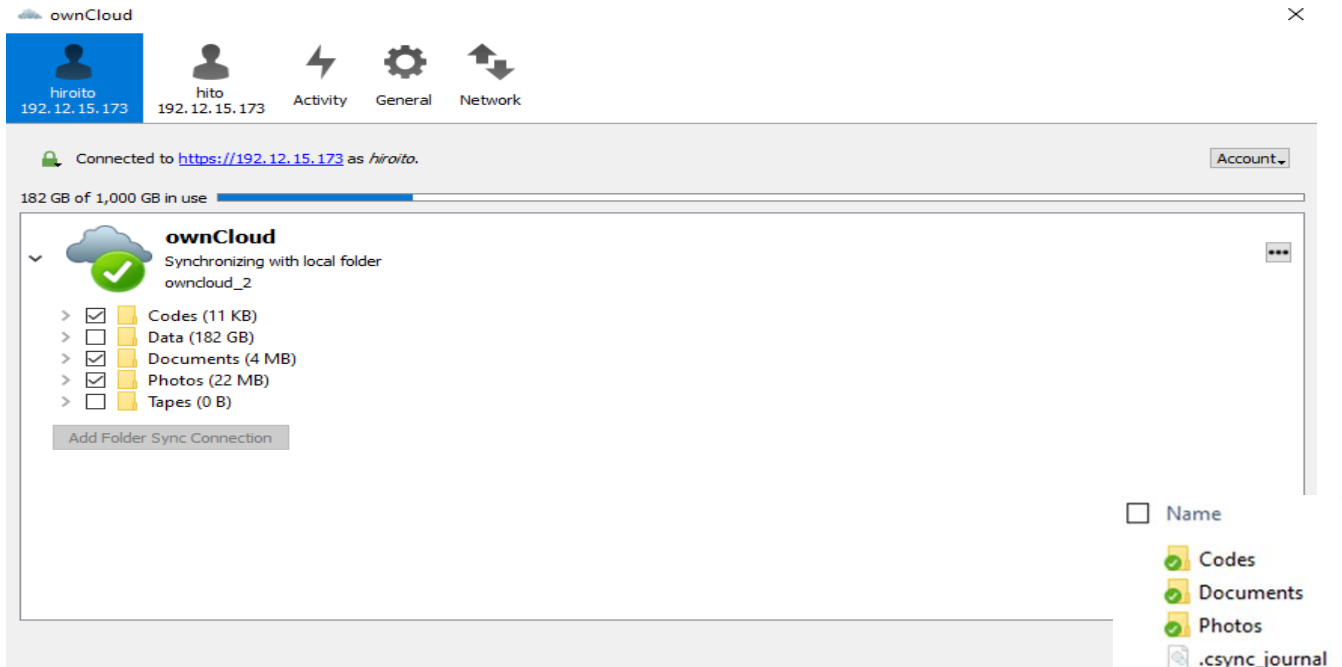 ownCloud
hiroito
192.12.15.173
hito
192.12.15.173
Activity
General
Network
Connected to https://192.12.15.173 as hiroito.
Account
182 GB of 1,000 GB in use
ownCloud
Synchronizing with local folder
owncloud_2
Codes (11 KB)
Data (182 GB)
Documents (4 MB)
Photos (22 MB)
Tapes (0 B)
Add Folder Sync Connection
Name
Codes
Documents
Photos
.csync_journal